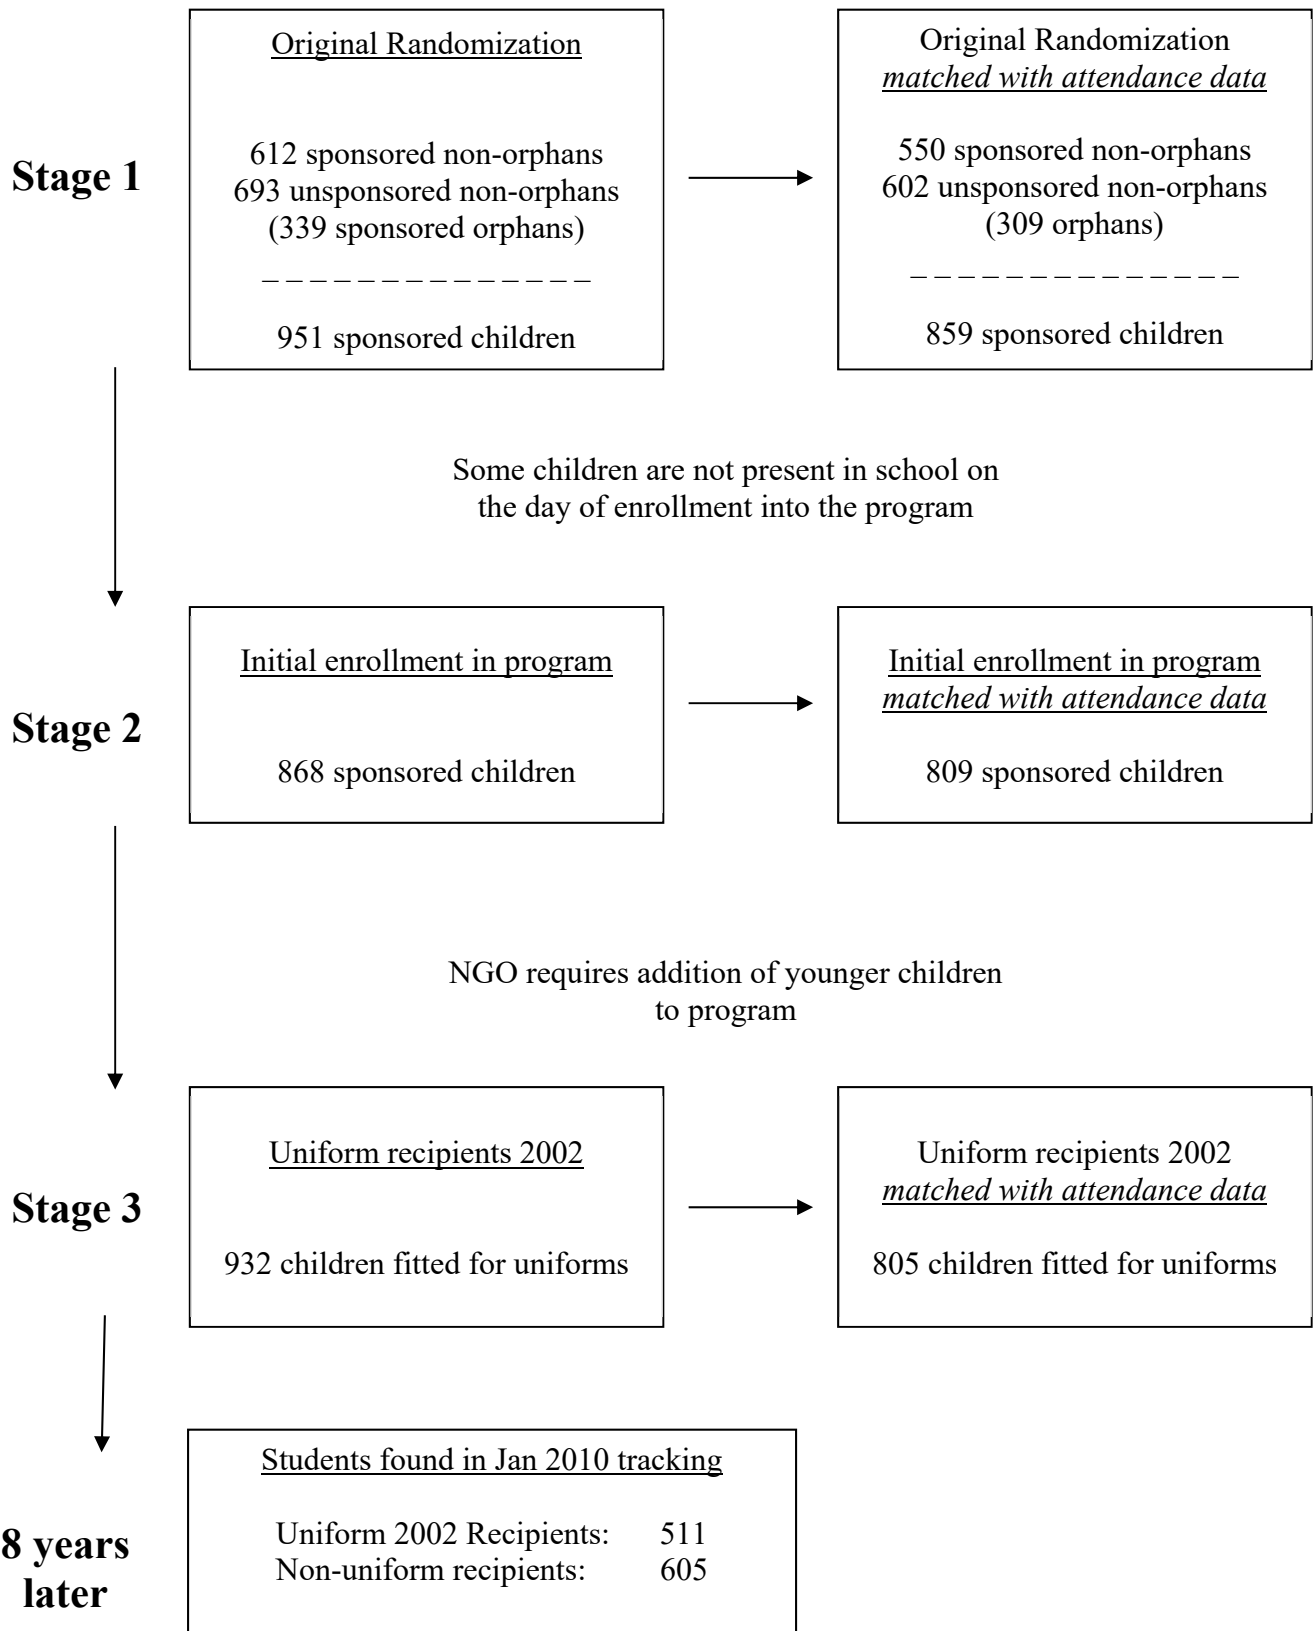 Stage 1
Original Randomization
612 sponsored non-orphans
693 unsponsored non-orphans
(339 sponsored orphans)
– – – – – – – – – – – – – –
951 sponsored children
Original Randomization
matched with attendance data
550 sponsored non-orphans
602 unsponsored non-orphans
(309 orphans)
– – – – – – – – – – – – – –
859 sponsored children
Some children are not present in school on
the day of enrollment into the program
Stage 2
Initial enrollment in program
868 sponsored children
Initial enrollment in program
matched with attendance data
809 sponsored children
NGO requires addition of younger children
to program
Stage 3
Uniform recipients 2002
932 children fitted for uniforms
Uniform recipients 2002
matched with attendance data
805 children fitted for uniforms
8 years
later
Students found in Jan 2010 tracking
Uniform 2002 Recipients: 511
Non-uniform recipients: 605